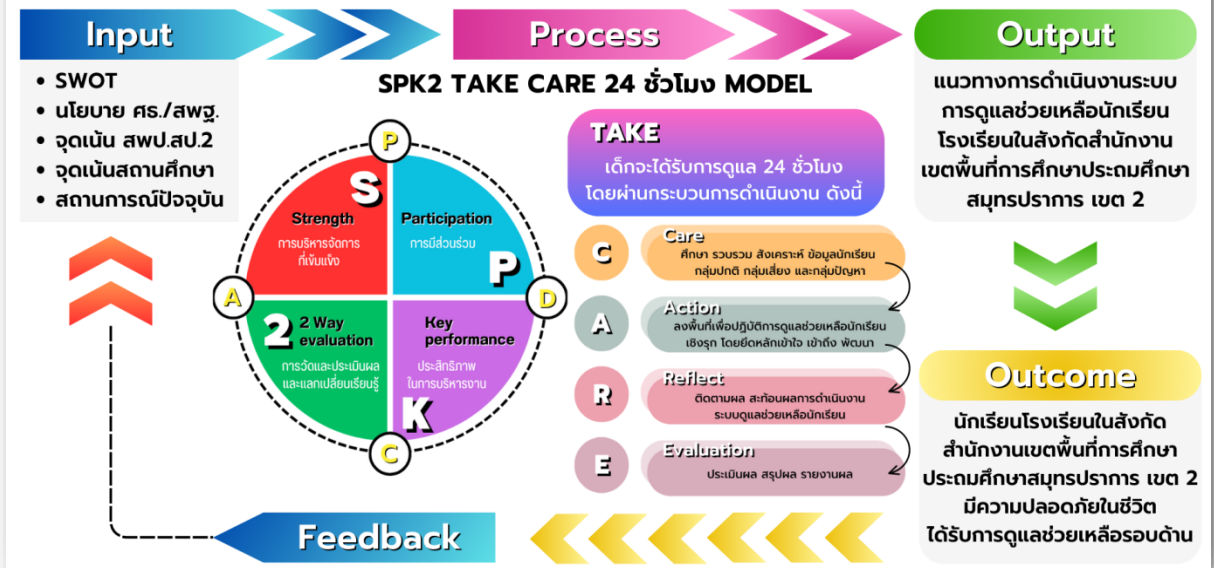 Input
Process
Output
• SWOT
• นโยบาย ศธ./สพฐ.
• จุดเน้น สพป.สป.2
• จุดเน้นสถานศึกษา
• สถานการณ์ปัจจุบัน
SPK2 TAKE CARE 24 ชั่วโมง MODEL
P
A
D
C
S
Strength
การบริหารจัดการ
ที่เข้มแข็ง
Participation
การมีส่วนร่วม
P
2
2 Way
evaluation
การวัดและประเมินผล
และแลกเปลี่ยนเรียนรู้
Key
performance
ประสิทธิภาพ
ในการบริหารงาน
K
TAKE
เด็กจะได้รับการดูแล 24 ชั่วโมง
โดยผ่านกระบวนการดำเนินงาน ดังนี้
C
Care
ศึกษา รวบรวม สังเคราะห์ ข้อมูลนักเรียน
กลุ่มปกติ กลุ่มเสี่ยง และกลุ่มปัญหา
A
Action
ลงพื้นที่เพื่อปฏิบัติการดูแลช่วยเหลือนักเรียน
เชิงรุก โดยยึดหลักเข้าใจ เข้าถึง พัฒนา
R
Reflect
ติดตามผล สะท้อนผลการดำเนินงาน
ระบบดูแลช่วยเหลือนักเรียน
E
Evaluation
ประเมินผล สรุปผล รายงานผล
แนวทางการดำเนินงานระบบ
การดูแลช่วยเหลือนักเรียน
โรงเรียนในสังกัดสำนักงาน
เขตพื้นที่การศึกษาประถมศึกษา
สมุทรปราการ เขต 2
Outcome
นักเรียนโรงเรียนในสังกัด
สำนักงานเขตพื้นที่การศึกษา
ประถมศึกษาสมุทรปราการ เขต 2
มีความปลอดภัยในชีวิต
ได้รับการดูแลช่วยเหลือรอบด้าน
Feedback